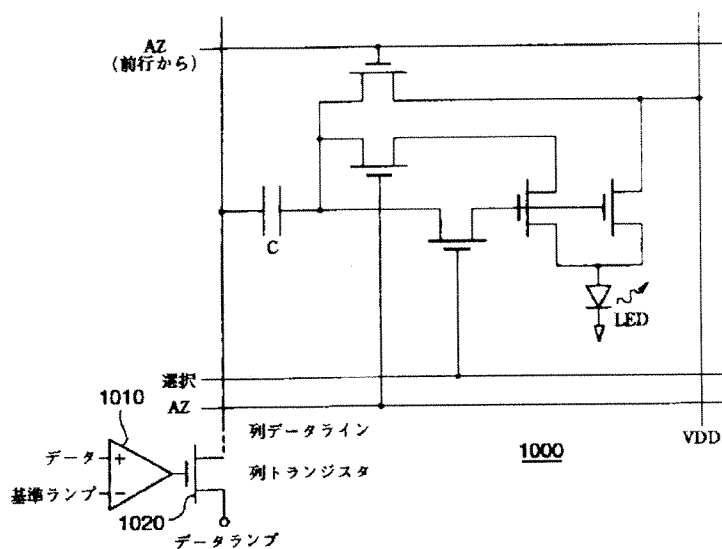 AZ
(前行から)
C
LED
選択
AZ
1010
列データライン
VDD
データ
1000
列トランジスタ
基準ランプ
1020
データランプ